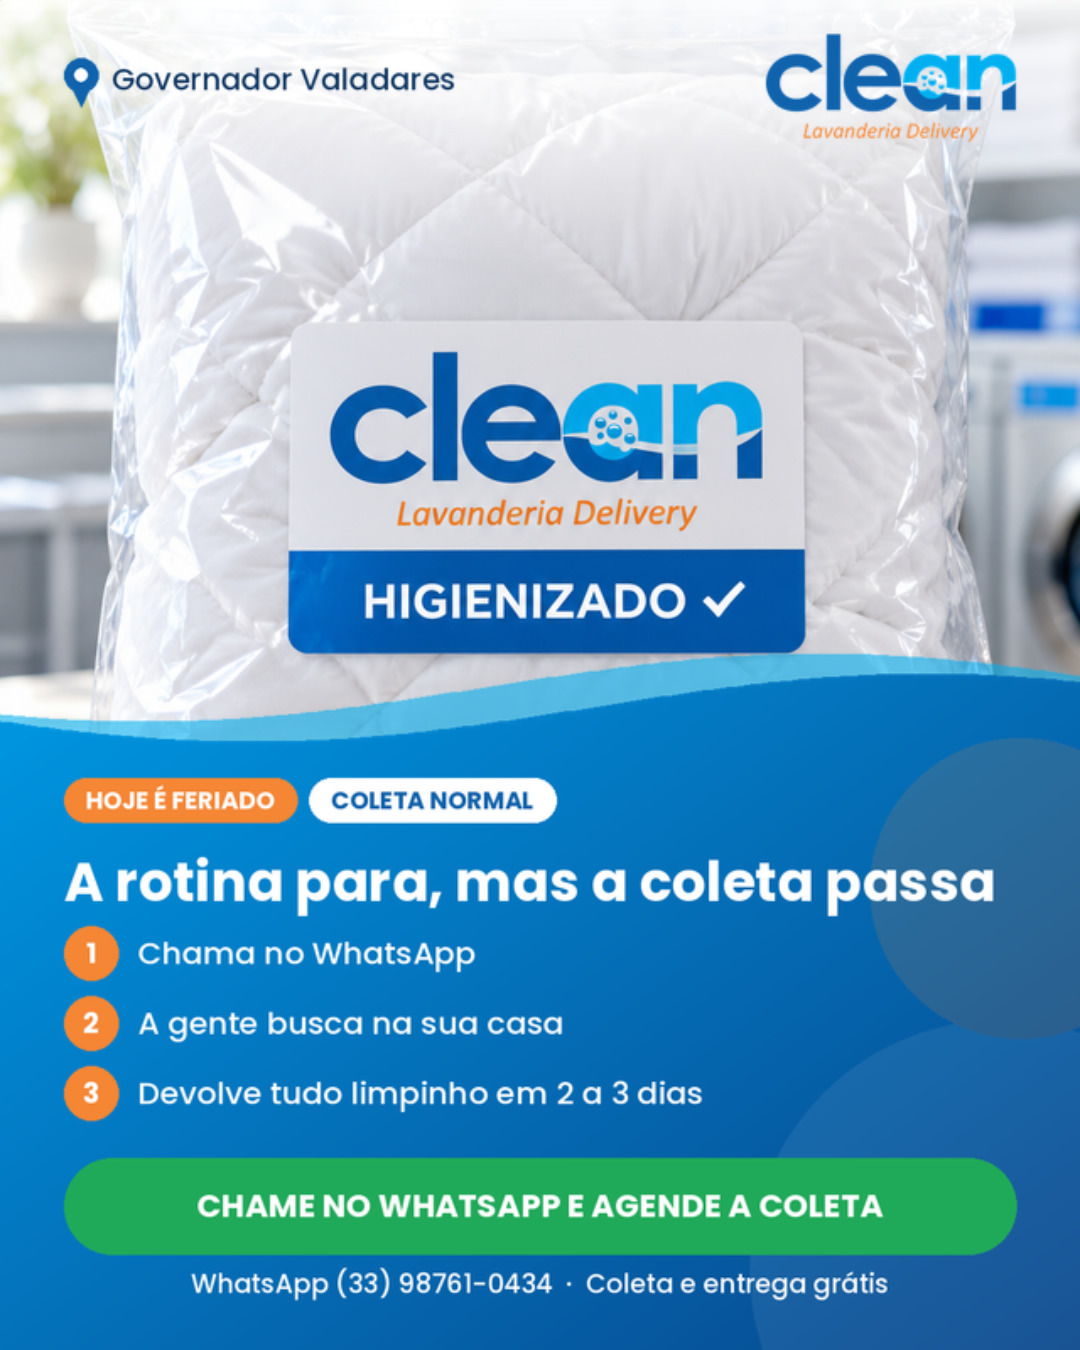 Governador Valadares
clean
Lavanderia Delivery
clean
Lavanderia Delivery
HIGIENIZADO ✓
HOJE É FERIADO
COLETA NORMAL
A rotina para, mas a coleta passa
1 Chama no WhatsApp
2 A gente busca na sua casa
3 Devolve tudo limpinho em 2 a 3 dias
CHAME NO WHATSAPP E AGENDE A COLETA
WhatsApp (33) 98761-0434 · Coleta e entrega grátis